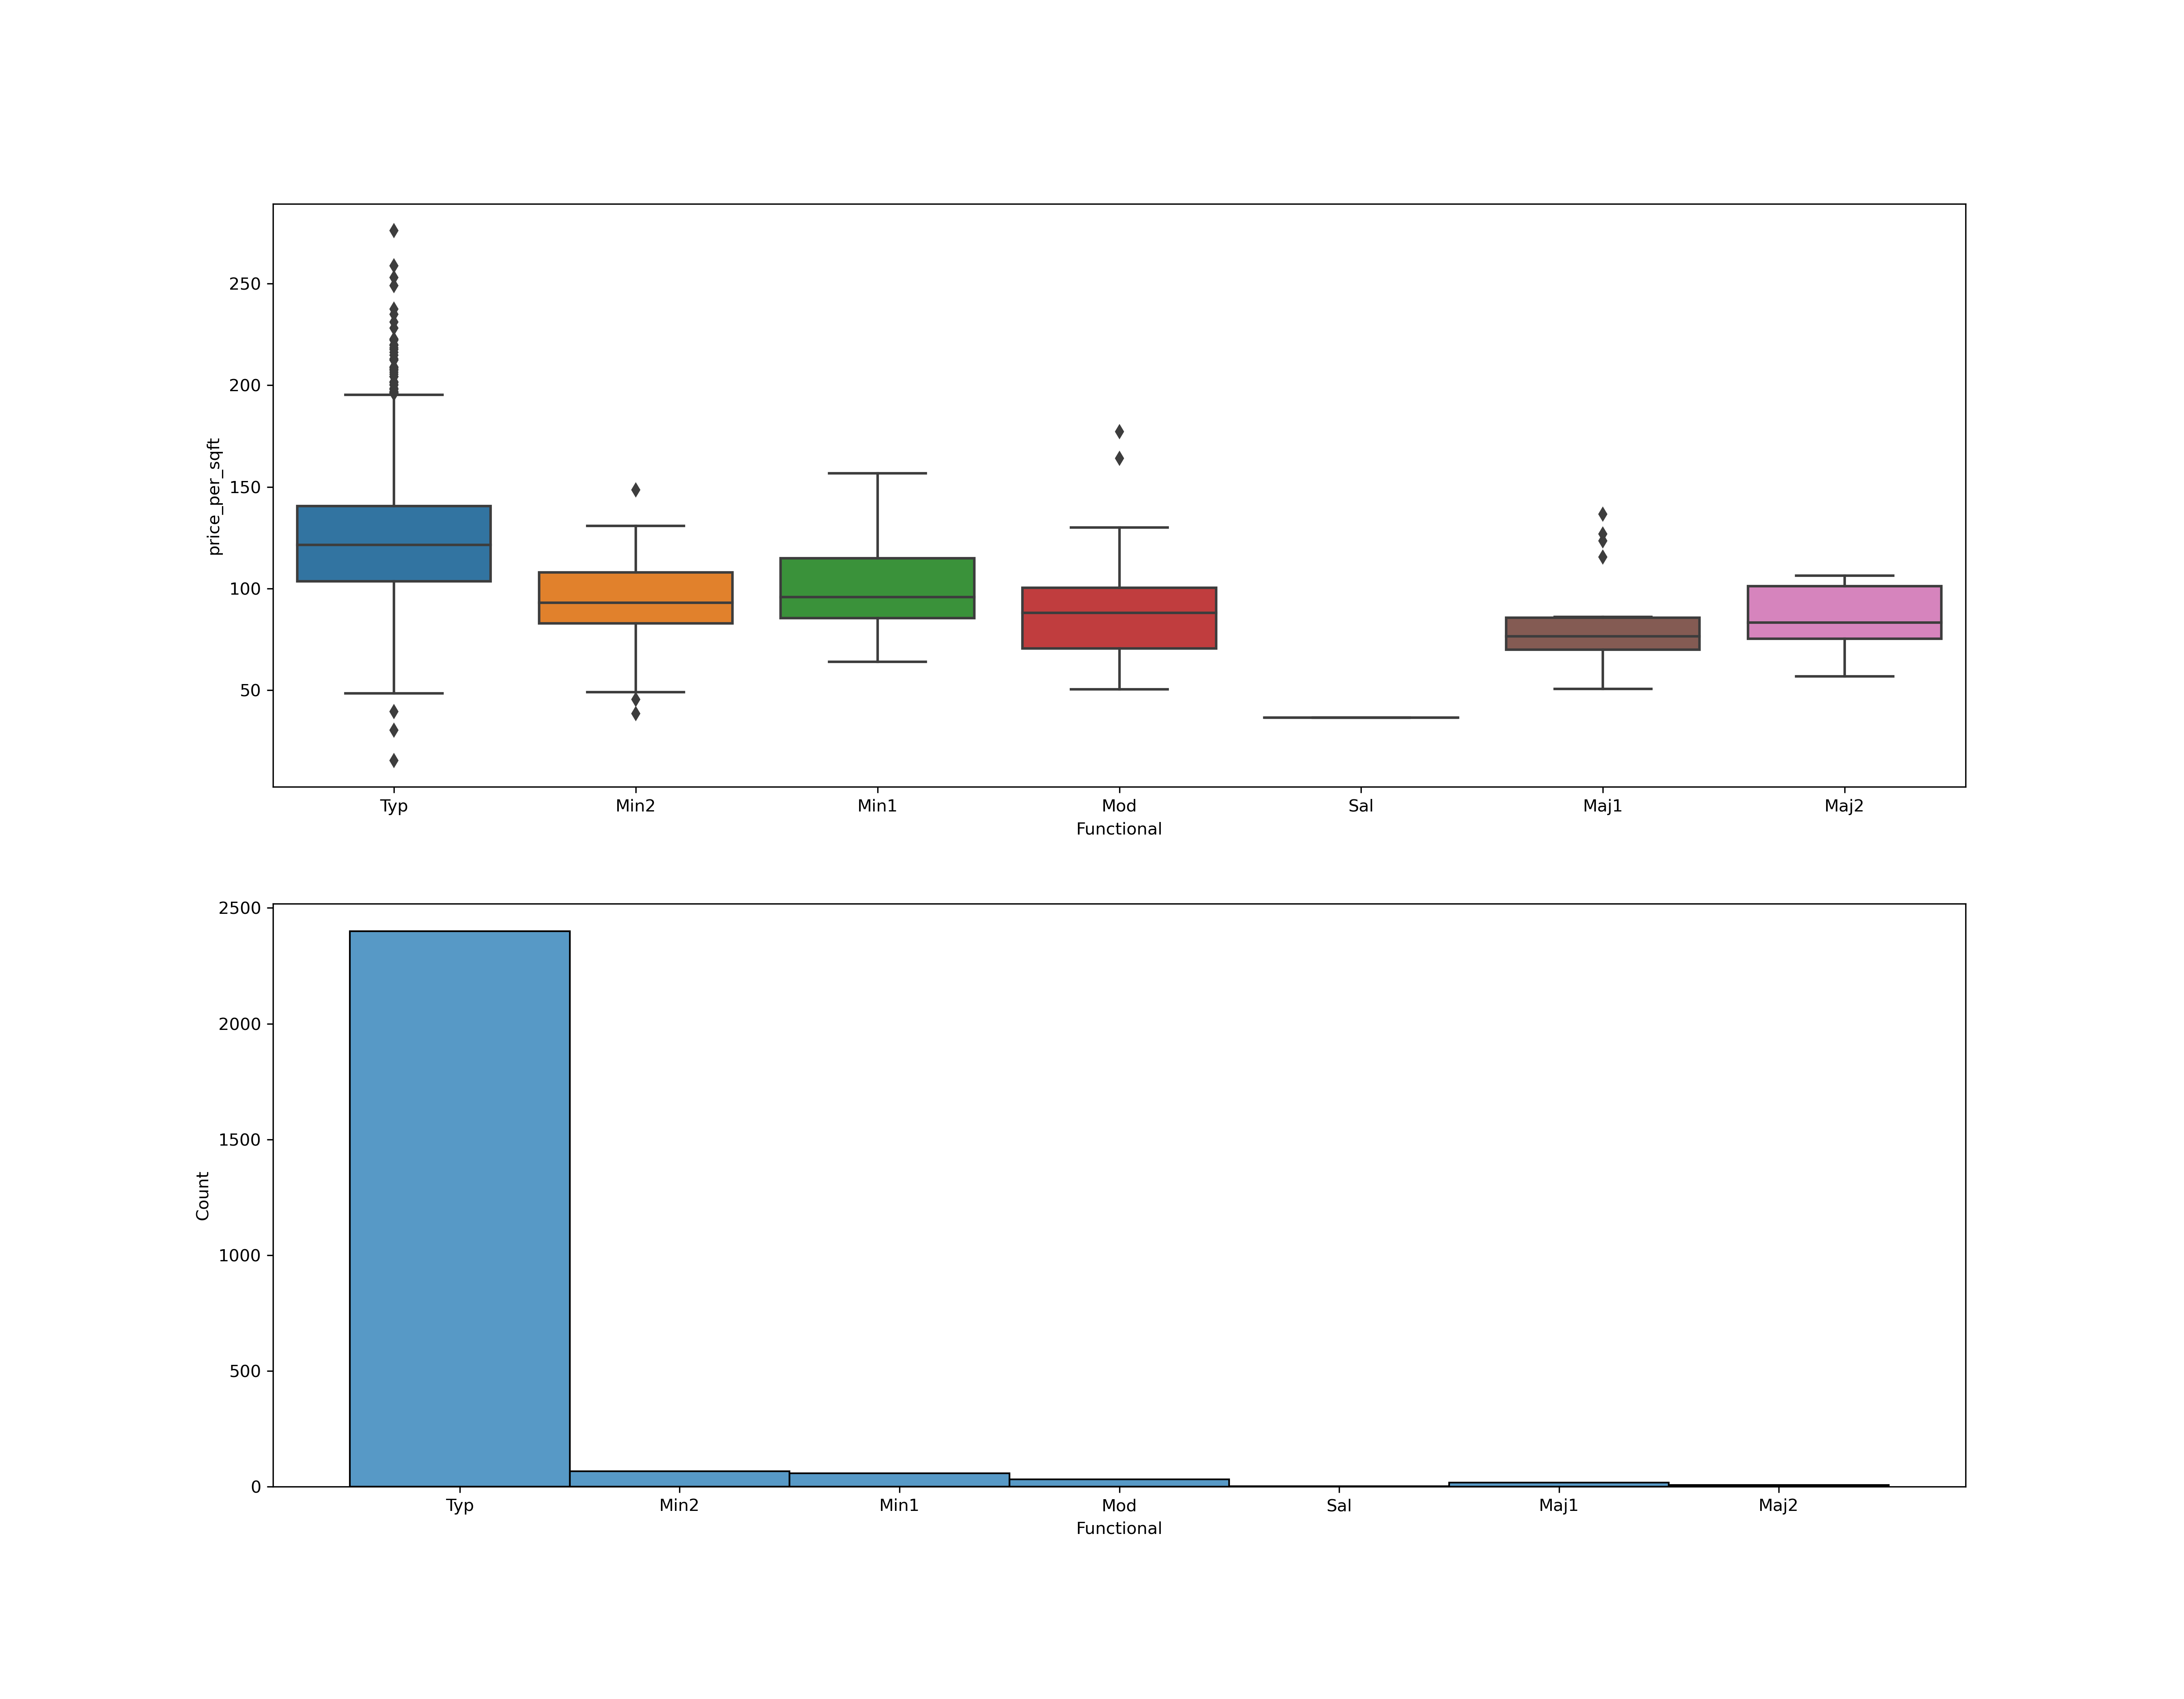 250
200
150
100
50
price_per_sqft
Typ Min2 Min1 Mod Sal Maj1 Maj2
Functional
2500
2000
1500
1000
500
0
Count
Typ Min2 Min1 Mod Sal Maj1 Maj2
Functional